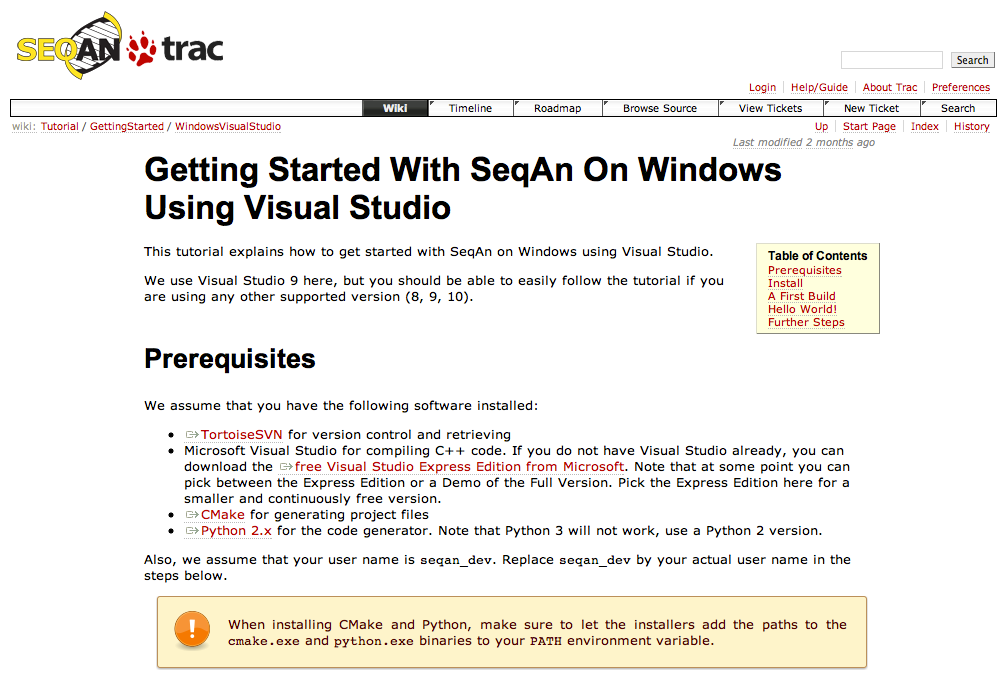 SEQAN trac
Search
Login Help/Guide About Trac Preferences
Wiki Timeline Roadmap Browse Source View Tickets New Ticket Search
wiki: Tutorial / GettingStarted / WindowsVisualStudio
Up Start Page Index History
Last modified 2 months ago
Getting Started With SeqAn On Windows
Using Visual Studio
This tutorial explains how to get started with SeqAn on Windows using Visual Studio.
We use Visual Studio 9 here, but you should be able to easily follow the tutorial if you
are using any other supported version (8, 9, 10).
Table of Contents
Prerequisites
Install
A First Build
Hello World!
Further Steps
Prerequisites
We assume that you have the following software installed:
• TortoiseSVN for version control and retrieving
• Microsoft Visual Studio for compiling C++ code. If you do not have Visual Studio already, you can
download the free Visual Studio Express Edition from Microsoft. Note that at some point you can
pick between the Express Edition or a Demo of the Full Version. Pick the Express Edition here for a
smaller and continuously free version.
• CMake for generating project files
• Python 2.x for the code generator. Note that Python 3 will not work, use a Python 2 version.
Also, we assume that your user name is seqan_dev. Replace seqan_dev by your actual user name in the
steps below.
When installing CMake and Python, make sure to let the installers add the paths to the
cmake.exe and python.exe binaries to your PATH environment variable.